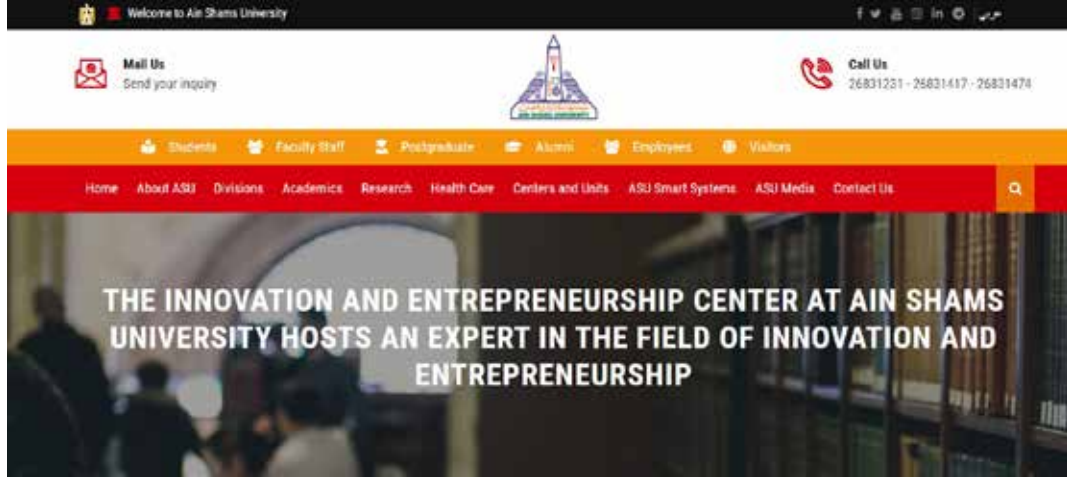 Welcome to Ain Shams University
عربي
Mail Us
Send your inquiry
AIN SHAMS UNIVERSITY
Call Us
26831231 - 26831417 - 26831474
Students Faculty Staff Postgraduate Alumni Employees Visitors
Home About ASU Divisions Academics Research Health Care Centers and Units ASU Smart Systems ASU Media Contact Us
THE INNOVATION AND ENTREPRENEURSHIP CENTER AT AIN SHAMS
UNIVERSITY HOSTS AN EXPERT IN THE FIELD OF INNOVATION AND
ENTREPRENEURSHIP